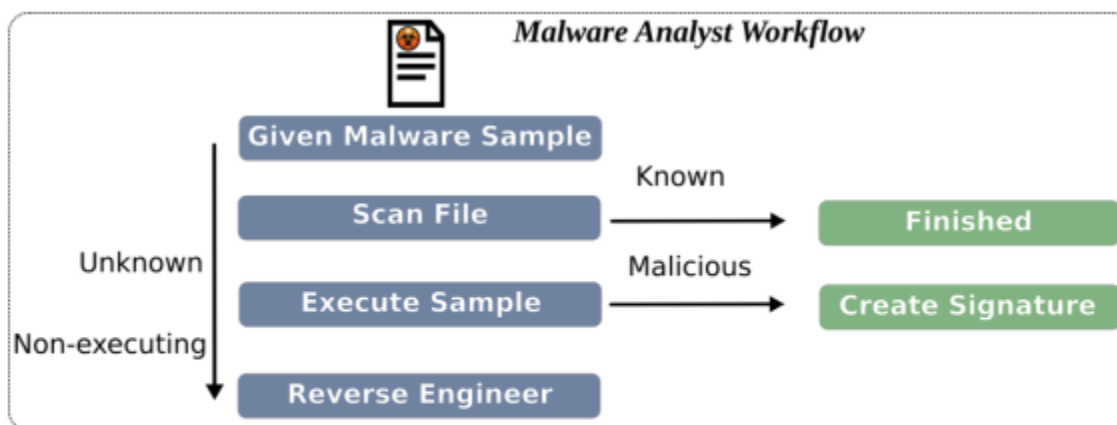 Malware Analyst Workflow
Given Malware Sample
Known
Scan File
Finished
Unknown
Malicious
Execute Sample
Create Signature
Non-executing
Reverse Engineer